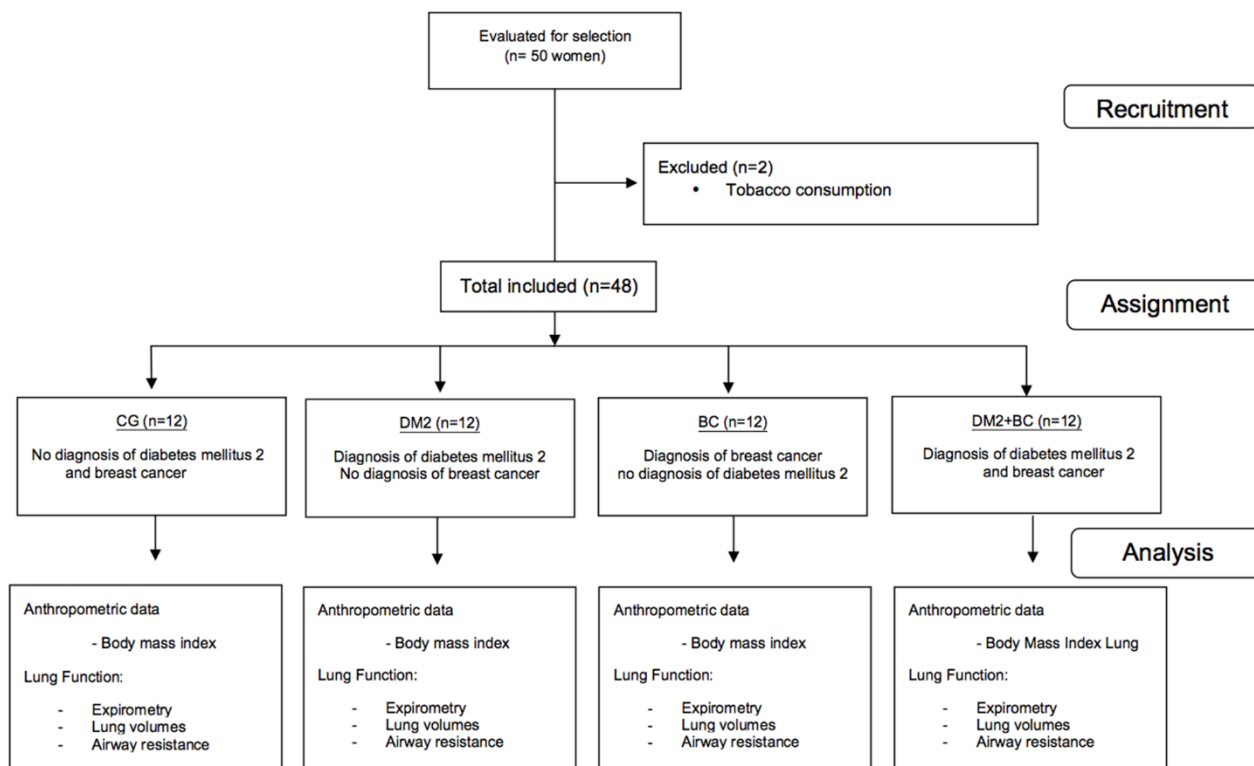 Evaluated for selection
(n= 50 women)
Recruitment
Excluded (n=2)
• Tobacco consumption
Total included (n=48)
Assignment
CG (n=12)
No diagnosis of diabetes mellitus 2
and breast cancer
DM2 (n=12)
Diagnosis of diabetes mellitus 2
No diagnosis of breast cancer
BC (n=12)
Diagnosis of breast cancer
no diagnosis of diabetes mellitus 2
DM2+BC (n=12)
Diagnosis of diabetes mellitus 2
and breast cancer
Analysis
Anthropometric data
- Body mass index
Lung Function:
- Expirometry
- Lung volumes
- Airway resistance
Anthropometric data
- Body mass index
Lung Function:
- Expirometry
- Lung volumes
- Airway resistance
Anthropometric data
- Body mass index
Lung Function:
- Expirometry
- Lung volumes
- Airway resistance
Anthropometric data
- Body Mass Index Lung
Lung Function:
- Expirometry
- Lung volumes
- Airway resistance